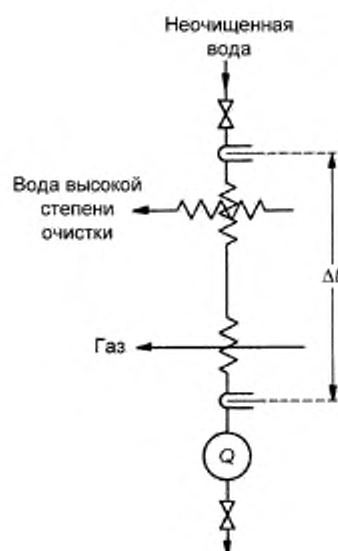 Неочищенная
вода
Вода высокой
степени
очистки
Δl
Газ
Q